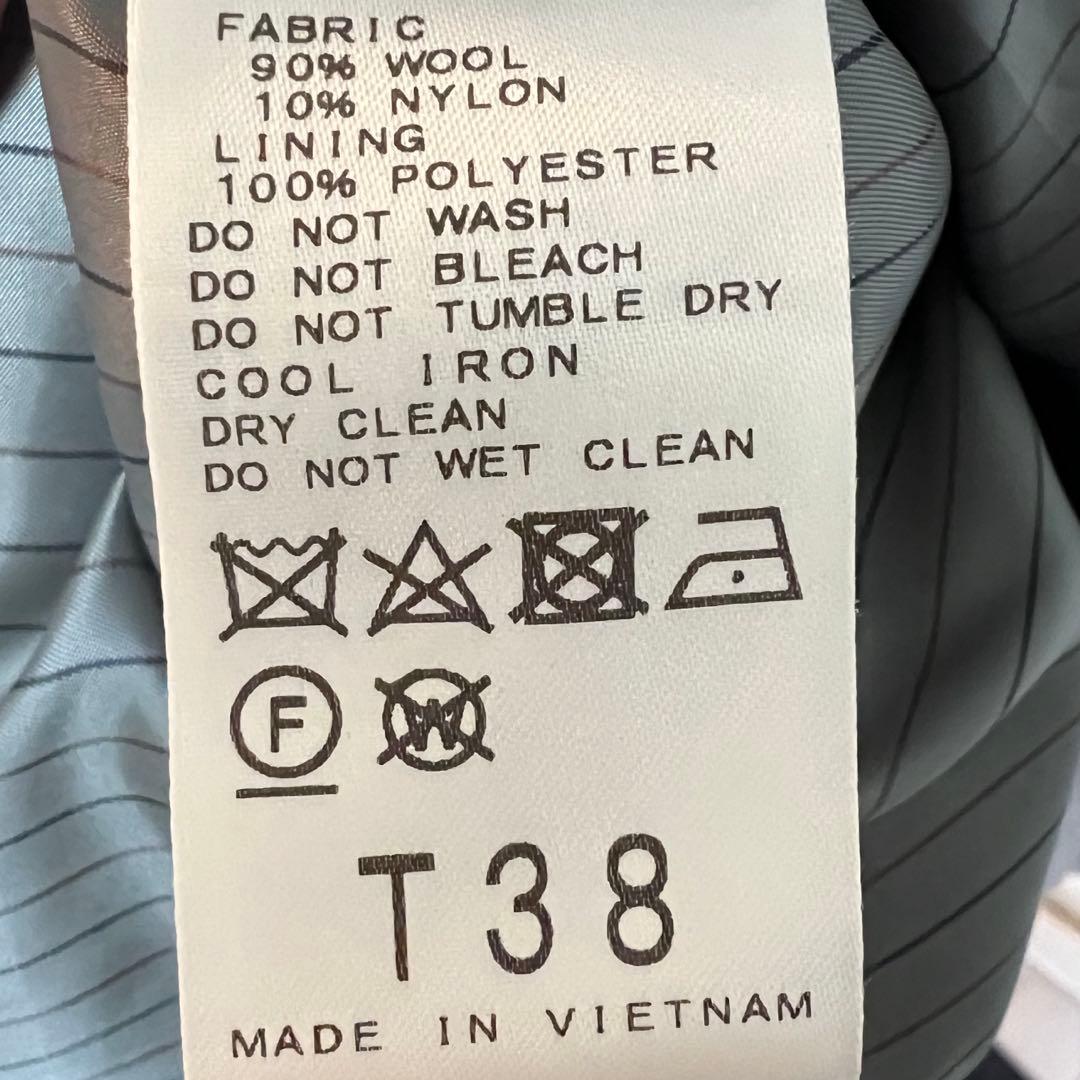 FABRIC
90% WOOL
10% NYLON
LINING
100% POLYESTER
DO NOT WASH
DO NOT BLEACH
DO NOT TUMBLE DRY
COOL IRON
DRY CLEAN
DO NOT WET CLEAN
F W
T38
MADE IN VIETNAM